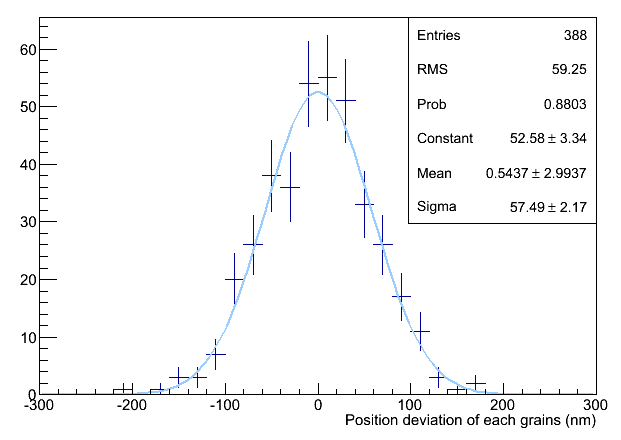 Entries 388
RMS 59.25
Prob 0.8803
Constant 52.58 ± 3.34
Mean 0.5437 ± 2.9937
Sigma 57.49 ± 2.17
60
50
40
30
20
10
0
-300 -200 -100 0 100 200 300
Position deviation of each grains (nm)